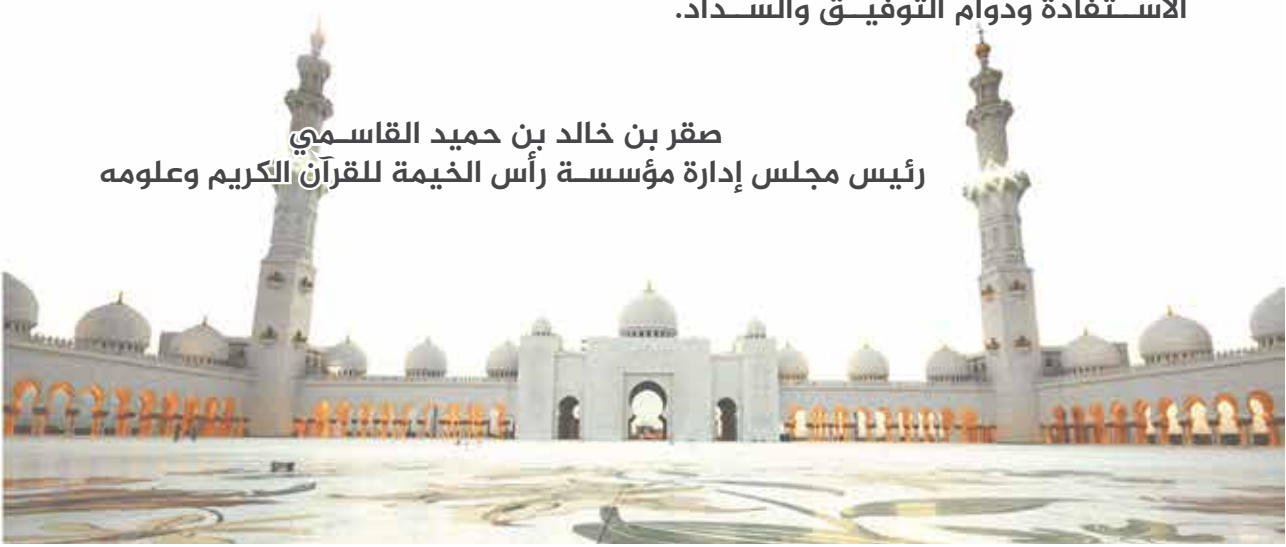 الاستفادة ودوام التوفيق والسداد.
صقر بن خالد بن حميد القاسمي
رئيس مجلس إدارة مؤسسة رأس الخيمة للقرآن الكريم وعلومه